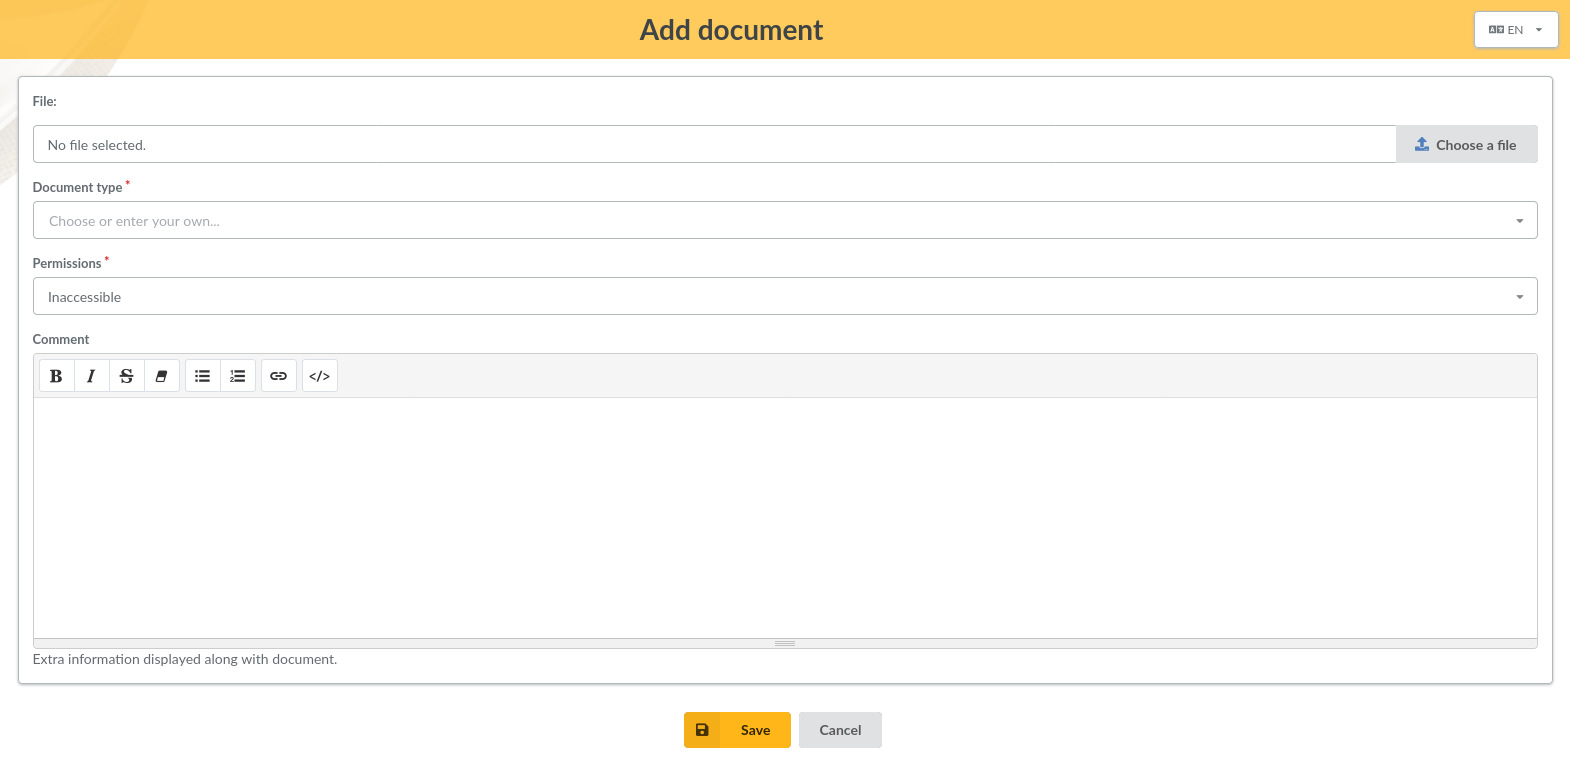 Add document
EN
File:
No file selected.
Choose a file
Document type *
Choose or enter your own...
Permissions *
Inaccessible
Comment
B I S </>
Extra information displayed along with document.
Save
Cancel